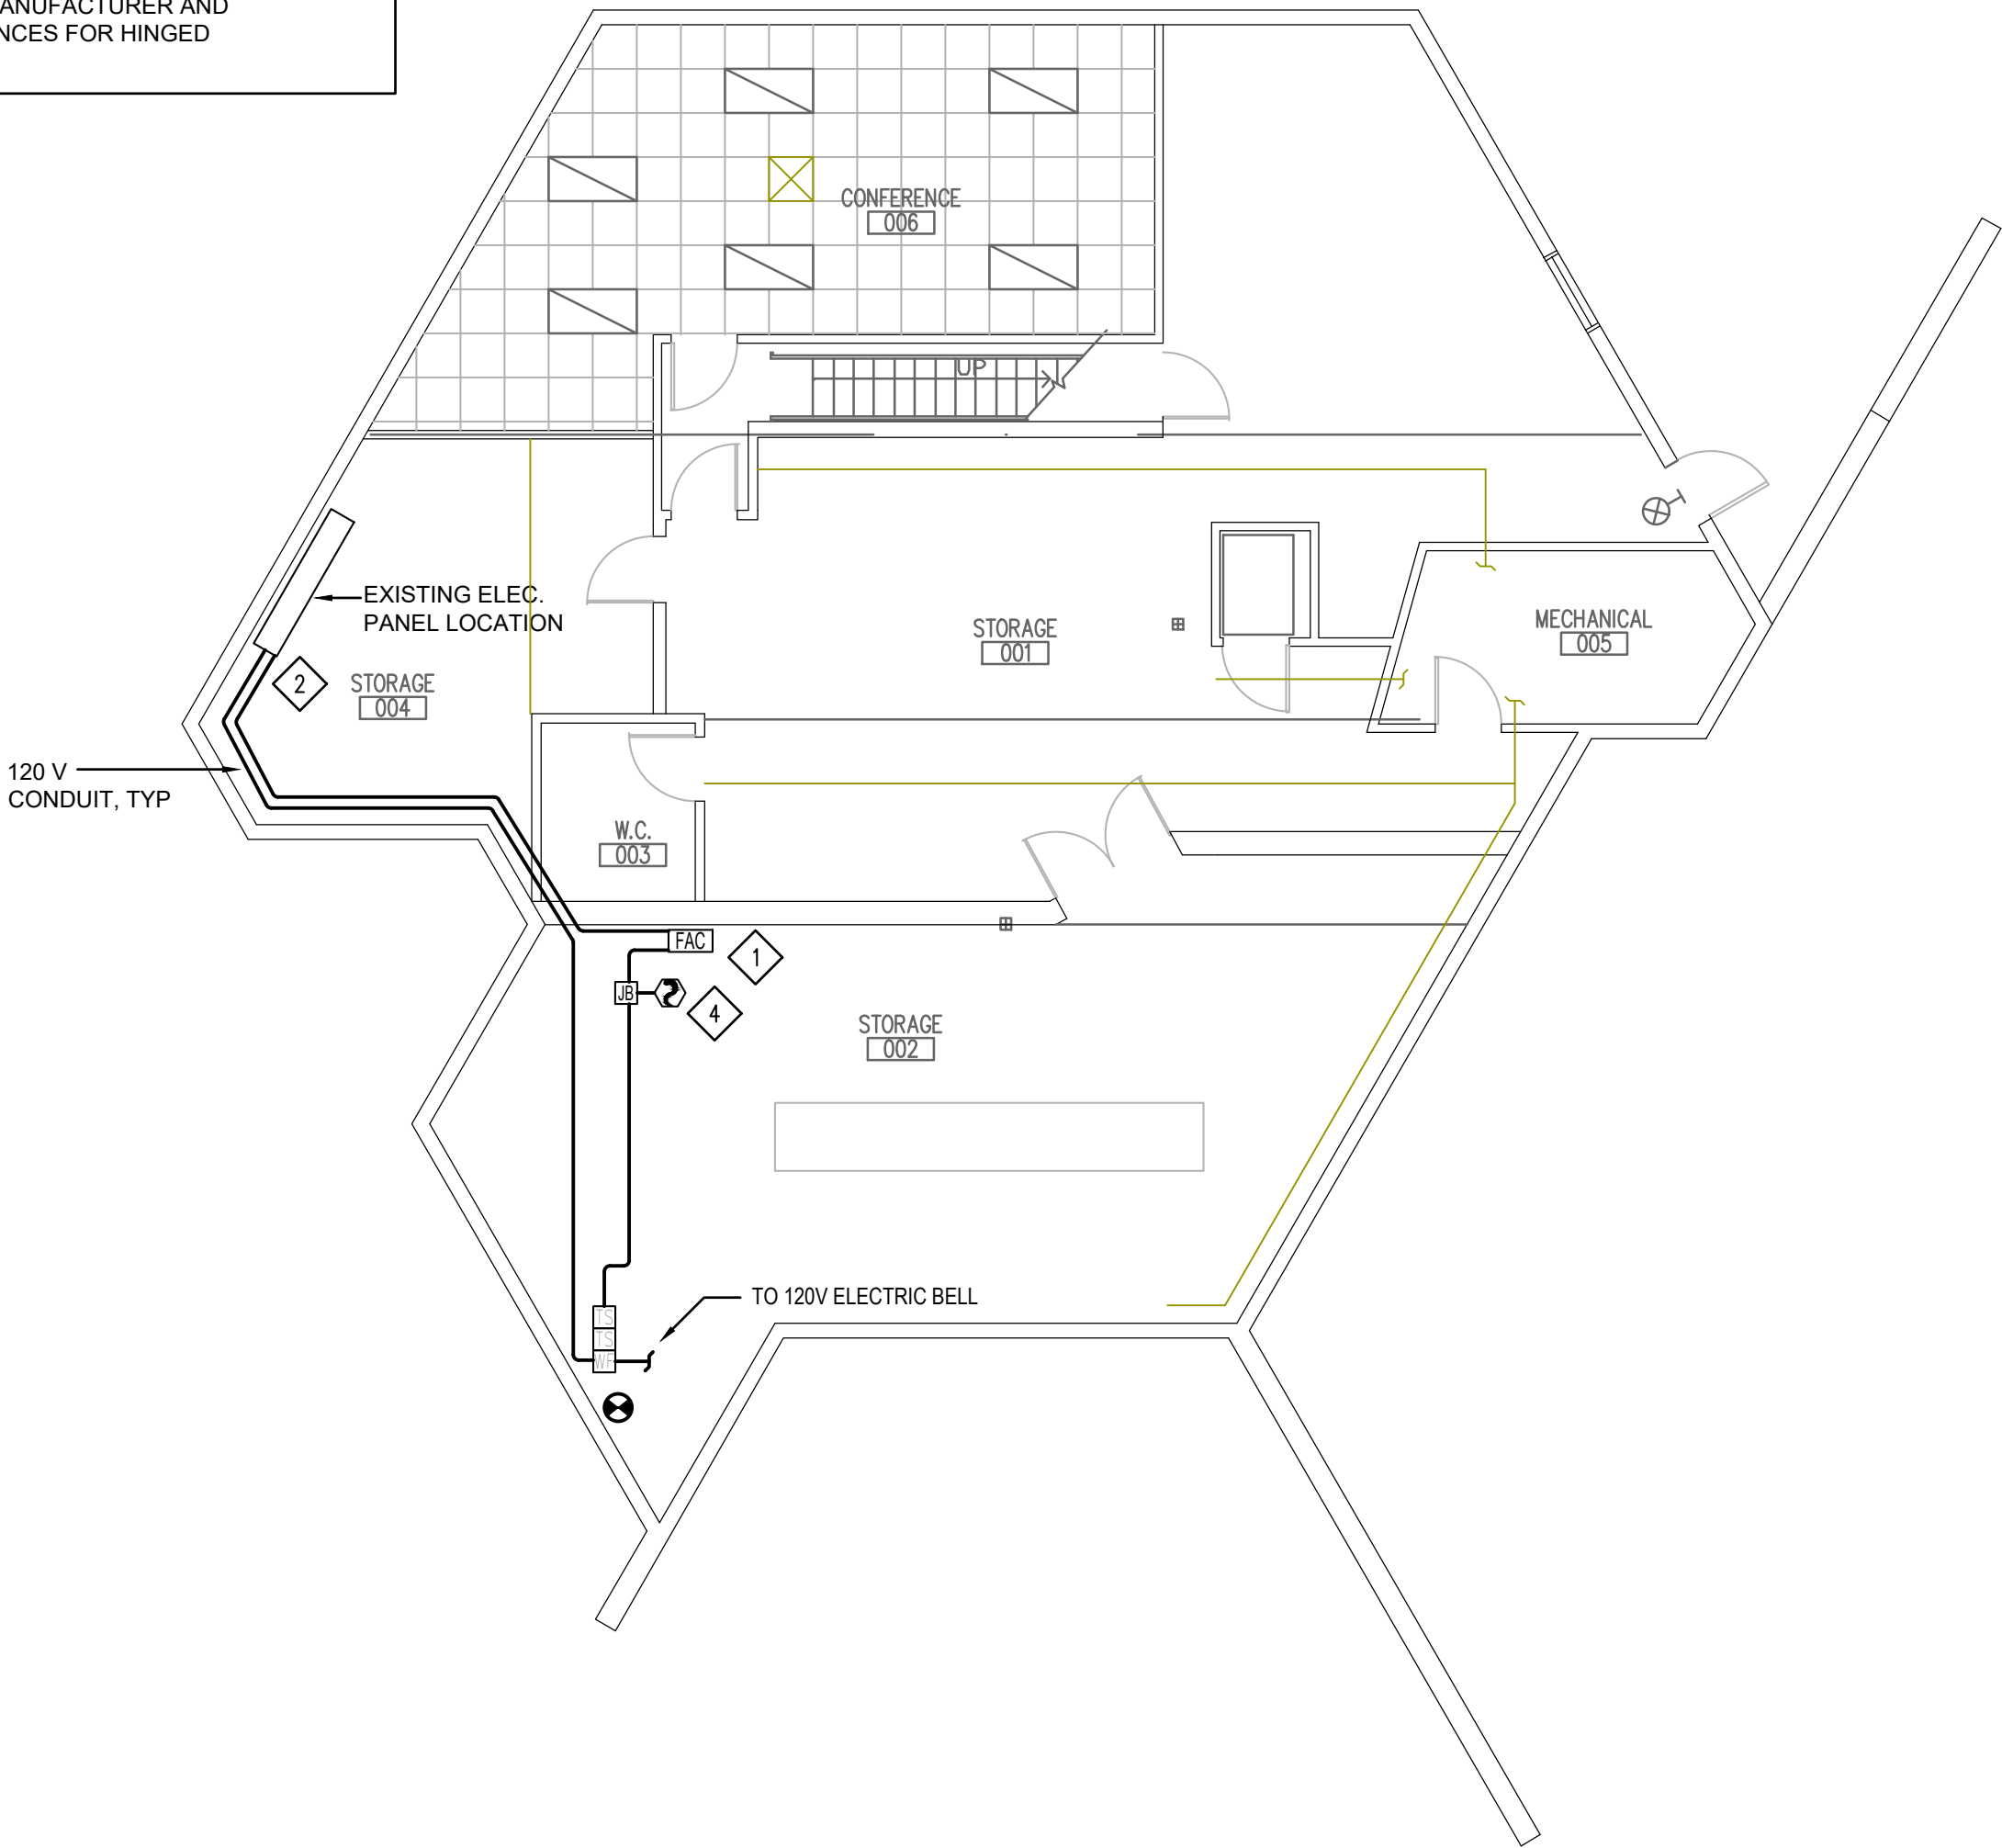 ANUFACTURER AND
NCES FOR HINGED
CONFERENCE
006
UP
EXISTING ELEC.
PANEL LOCATION
STORAGE
001
MECHANICAL
005
2
STORAGE
004
120 V
CONDUIT, TYP
W.C.
003
FAC
1
JB
4
STORAGE
002
TO 120V ELECTRIC BELL
TS
TS
WF